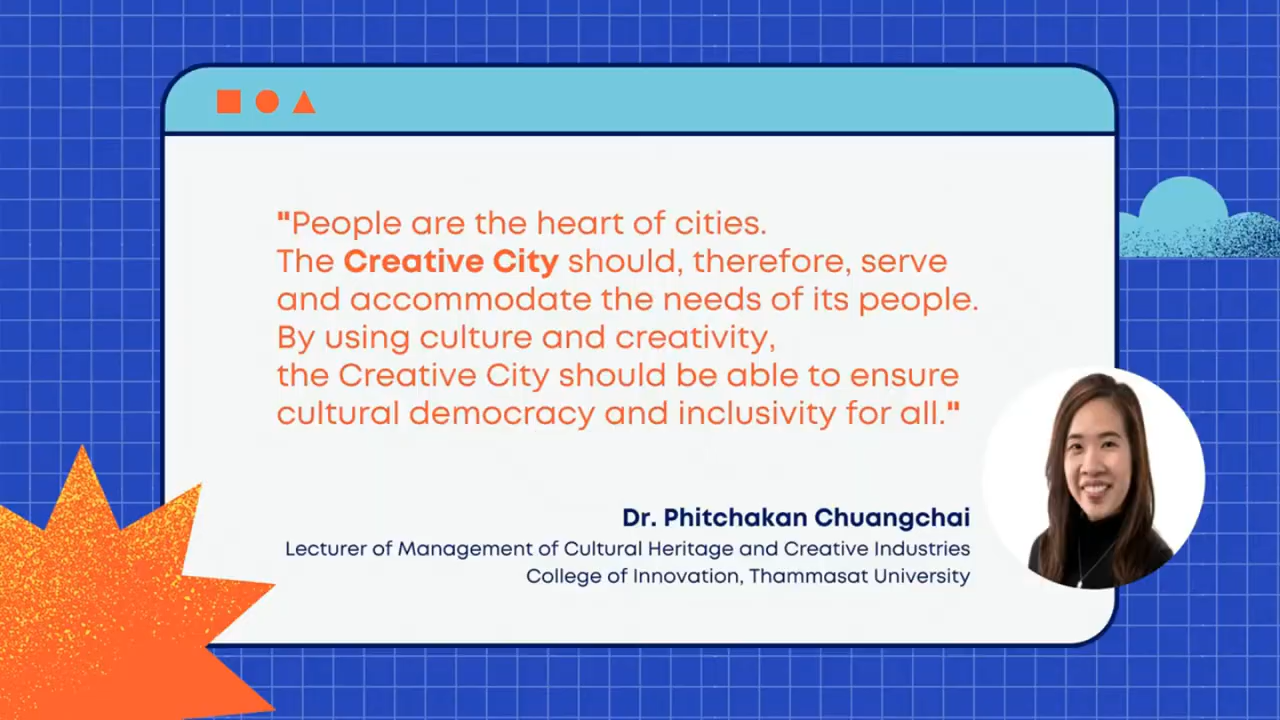 "People are the heart of cities.
The Creative City should, therefore, serve
and accommodate the needs of its people.
By using culture and creativity,
the Creative City should be able to ensure
cultural democracy and inclusivity for all."
Dr. Phitchakan Chuangchai
Lecturer of Management of Cultural Heritage and Creative Industries
College of Innovation, Thammasat University